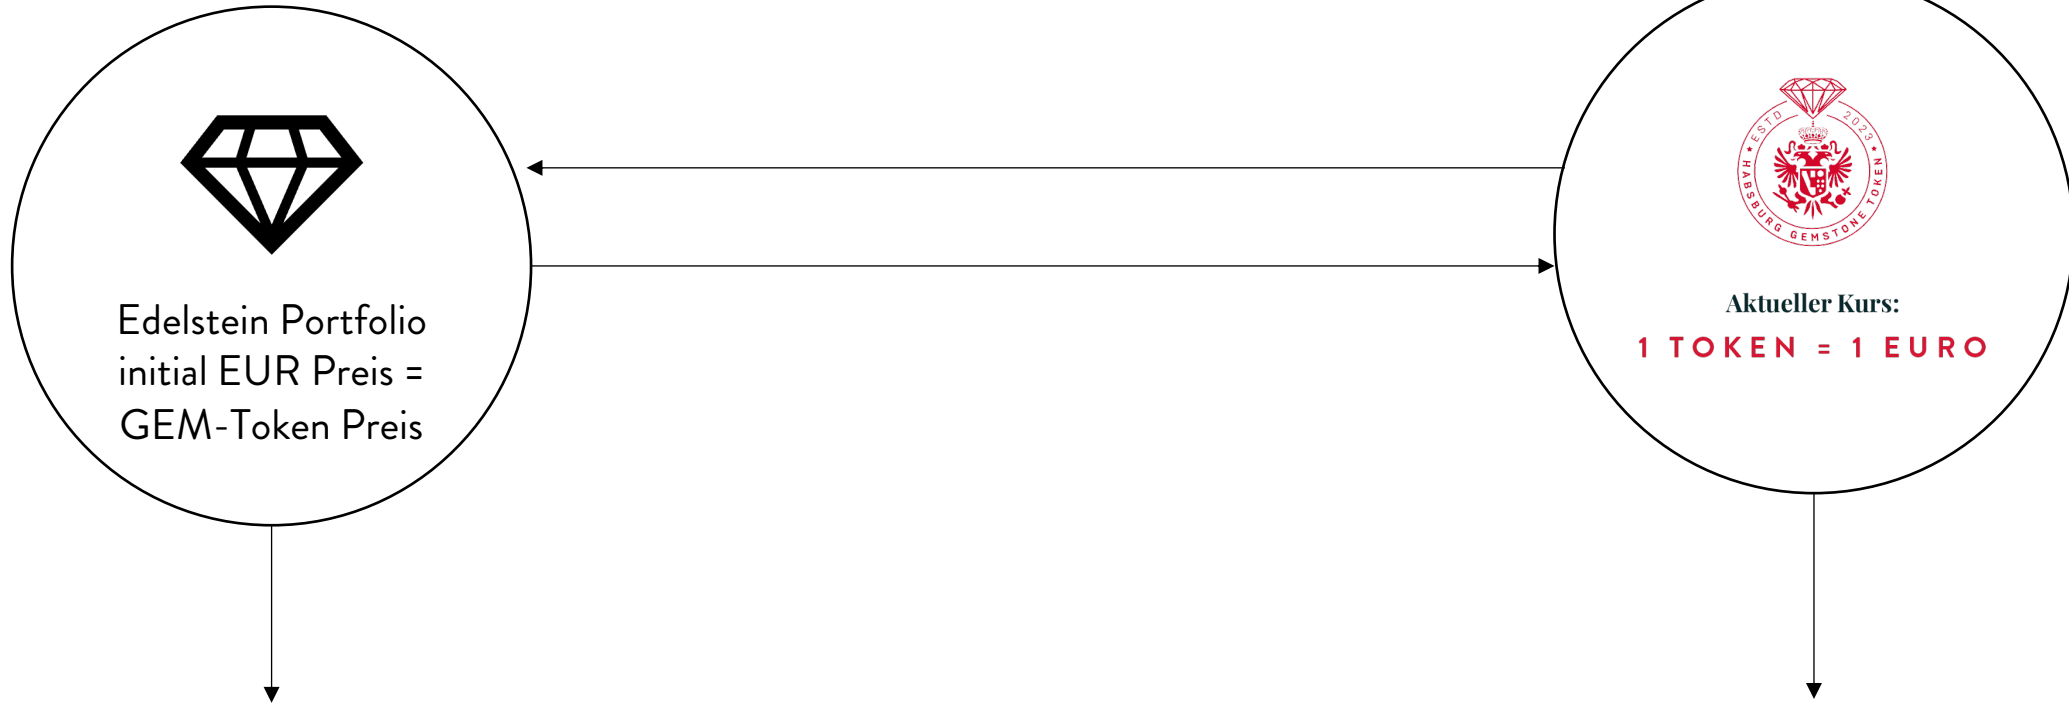 Edelstein Portfolio
initial EUR Preis =
GEM-Token Preis
ESTD 2023
HABSBURG GEMSTONE TOKEN
Aktueller Kurs:
1 TOKEN = 1 EURO